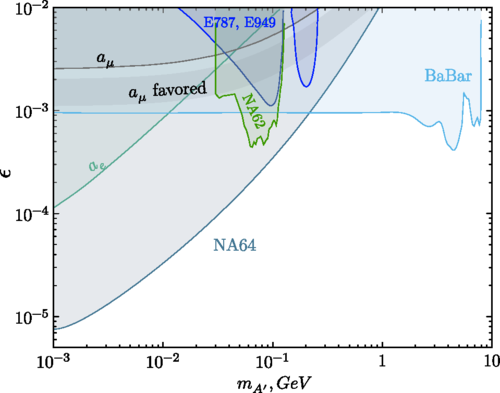 10⁻²
10⁻³
10⁻⁴
10⁻⁵
ϵ
E787, E949
a_μ
a_μ favored
NA62
BaBar
a_e
NA64
10⁻³
10⁻²
10⁻¹
1
10
m_A′, GeV